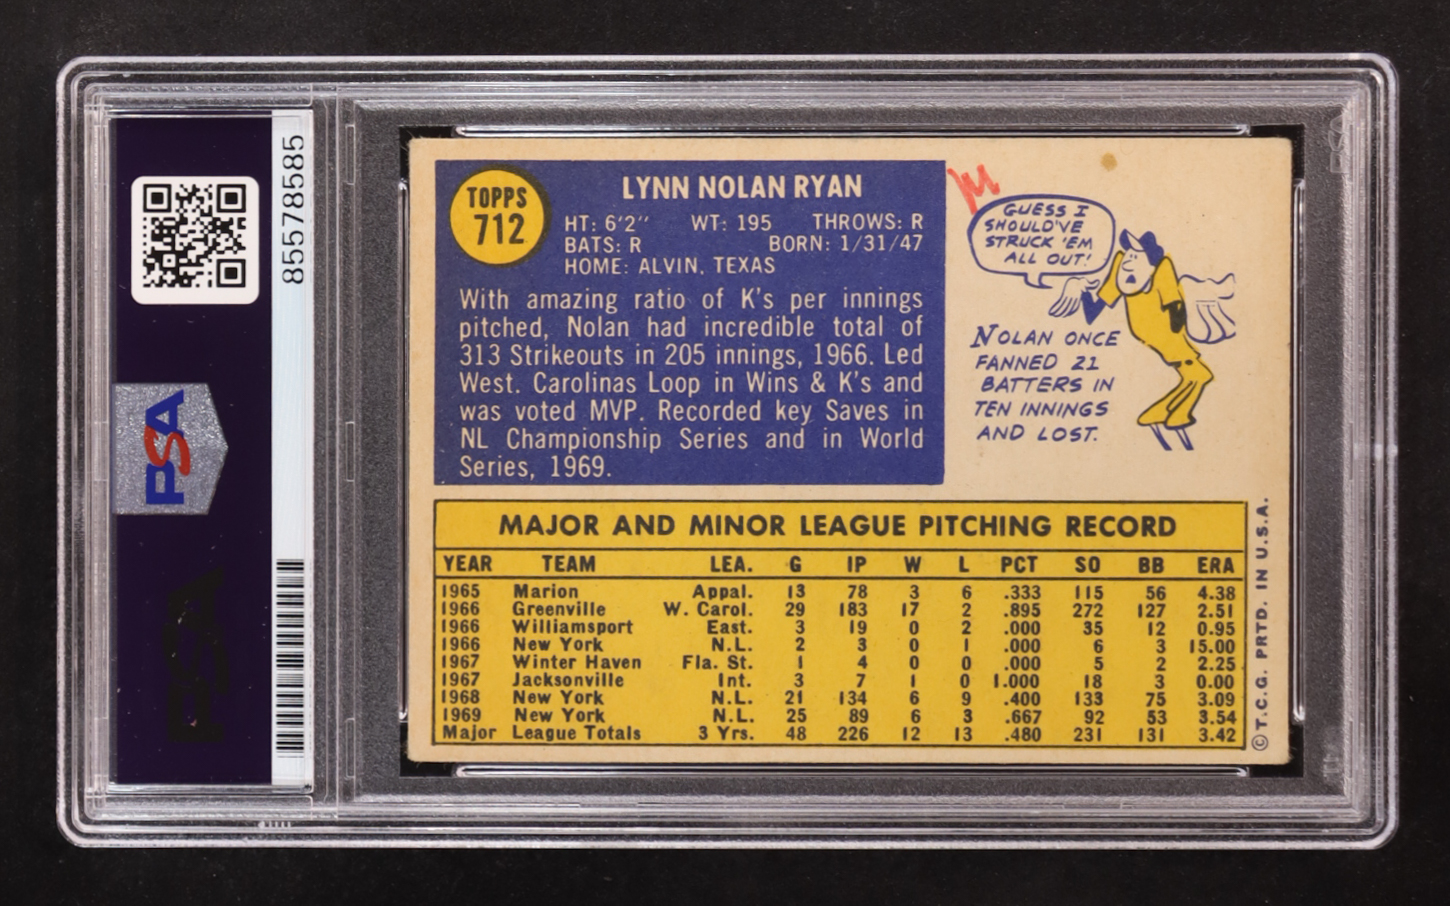 85578585
PSA
PSA
TOPPS
712
LYNN NOLAN RYAN
HT: 6'2" WT: 195 THROWS: R
BATS: R BORN: 1/31/47
HOME: ALVIN, TEXAS
With amazing ratio of K's per innings
pitched, Nolan had incredible total of
313 Strikeouts in 205 innings, 1966. Led
West. Carolinas Loop in Wins & K's and
was voted MVP. Recorded key Saves in
NL Championship Series and in World
Series, 1969.
GUESS I
SHOULD'VE
STRUCK 'EM
ALL OUT!
NOLAN ONCE
FANNED 21
BATTERS IN
TEN INNINGS
AND LOST.
MAJOR AND MINOR LEAGUE PITCHING RECORD
YEAR TEAM LEA. G IP W L PCT SO BB ERA
1965 Marion Appal. 13 78 3 6 .333 115 56 4.38
1966 Greenville W. Carol. 29 183 17 2 .895 272 127 2.51
1966 Williamsport East. 3 19 0 2 .000 35 12 0.95
1966 New York N.L. 2 3 0 1 .000 6 3 15.00
1967 Winter Haven Fla. St. 1 4 0 0 .000 5 2 2.25
1967 Jacksonville Int. 3 7 1 0 1.000 18 3 0.00
1968 New York N.L. 21 134 6 9 .400 133 75 3.09
1969 New York N.L. 25 89 6 3 .667 92 53 3.54
Major League Totals 3 Yrs. 48 226 12 13 .480 231 131 3.42
© T.C.G. PRTD. IN U.S.A.